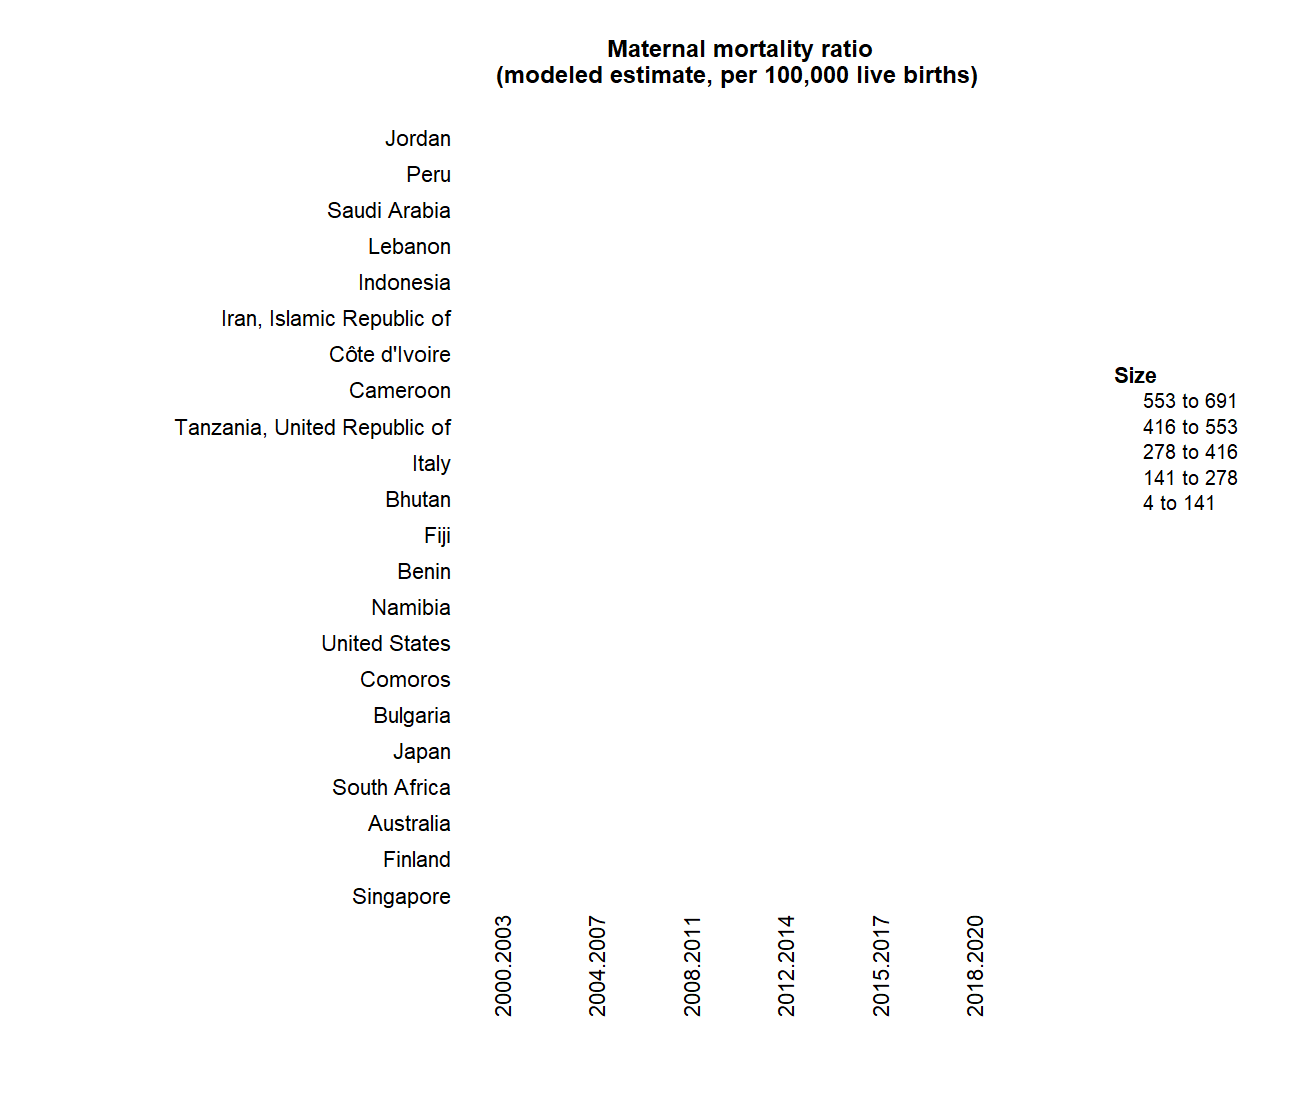 Maternal mortality ratio
(modeled estimate, per 100,000 live births)
Jordan
Peru
Saudi Arabia
Lebanon
Indonesia
Iran, Islamic Republic of
Côte d'Ivoire
Cameroon
Tanzania, United Republic of
Italy
Bhutan
Fiji
Benin
Namibia
United States
Comoros
Bulgaria
Japan
South Africa
Australia
Finland
Singapore
2000.2003
2004.2007
2008.2011
2012.2014
2015.2017
2018.2020
Size
553 to 691
416 to 553
278 to 416
141 to 278
4 to 141